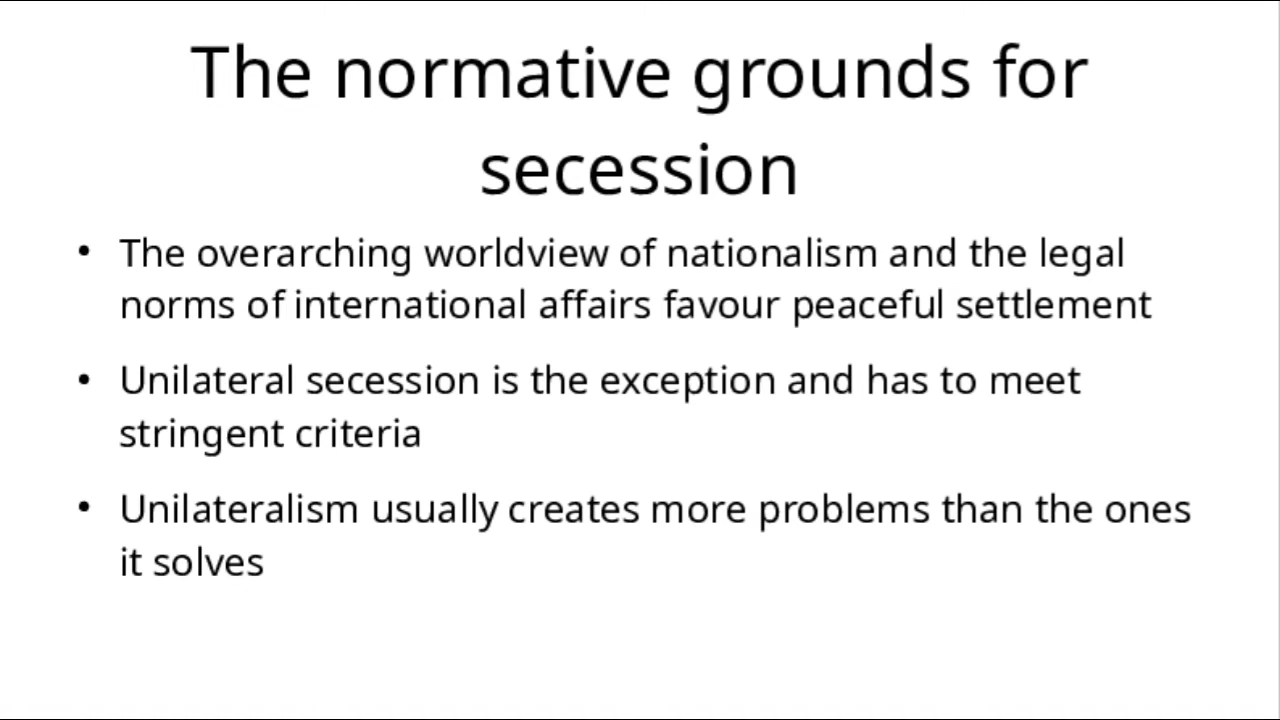 The normative grounds for
secession
• The overarching worldview of nationalism and the legal
norms of international affairs favour peaceful settlement
• Unilateral secession is the exception and has to meet
stringent criteria
• Unilateralism usually creates more problems than the ones
it solves